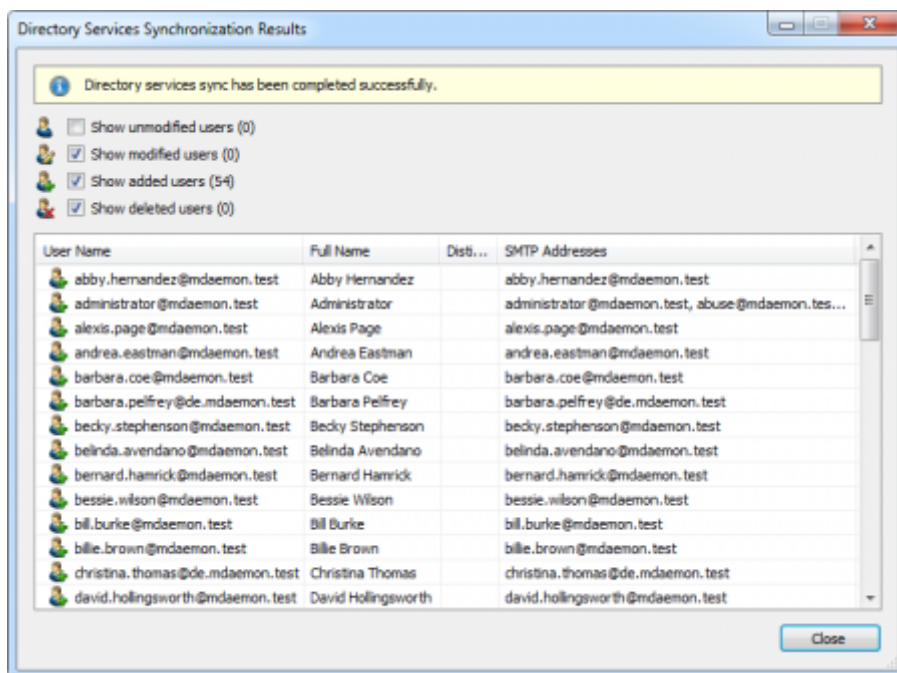 Directory Services Synchronization Results
Directory services sync has been completed successfully.
Show unmodified users (0)
Show modified users (0)
Show added users (54)
Show deleted users (0)
User Name Full Name Disti... SMTP Addresses
abby.hernandez@mdaemon.test Abby Hernandez abby.hernandez@mdaemon.test
administrator@mdaemon.test Administrator administrator@mdaemon.test, abuse@mdaemon.tes...
alexis.page@mdaemon.test Alexis Page alexis.page@mdaemon.test
andrea.eastman@mdaemon.test Andrea Eastman andrea.eastman@mdaemon.test
barbara.coe@mdaemon.test Barbara Coe barbara.coe@mdaemon.test
barbara.pelfrey@de.mdaemon.test Barbara Pelfrey barbara.pelfrey@de.mdaemon.test
becky.stephenson@mdaemon.test Becky Stephenson becky.stephenson@mdaemon.test
belinda.avendano@mdaemon.test Belinda Avendano belinda.avendano@mdaemon.test
bernard.hamrick@mdaemon.test Bernard Hamrick bernard.hamrick@mdaemon.test
bessie.wilson@mdaemon.test Bessie Wilson bessie.wilson@mdaemon.test
bill.burke@mdaemon.test Bill Burke bill.burke@mdaemon.test
billie.brown@mdaemon.test Billie Brown billie.brown@mdaemon.test
christina.thomas@de.mdaemon.test Christina Thomas christina.thomas@de.mdaemon.test
david.hollingsworth@mdaemon.test David Hollingsworth david.hollingsworth@mdaemon.test
Close